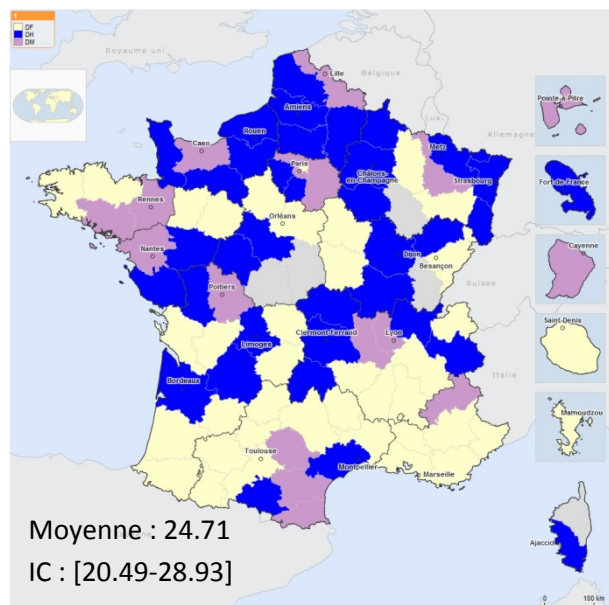 1
DF
DH
DM
Royaume uni
Belgique
Lux.
Allemagne
Lille
Amiens
Rouen
Caen
Paris
Metz
Châlons-
en-Champagne
Strasbourg
Rennes
Orléans
Nantes
Dijon
Besançon
Suisse
Poitiers
Limoges
Clermont-Ferrand
Lyon
Italie
Bordeaux
Toulouse
Montpellier
Marseille
Pointe-à-Pitre
Fort-de-France
Cayenne
Saint-Denis
Mamoudzou
Ajaccio
Moyenne : 24.71
IC : [20.49-28.93]
0 100 km